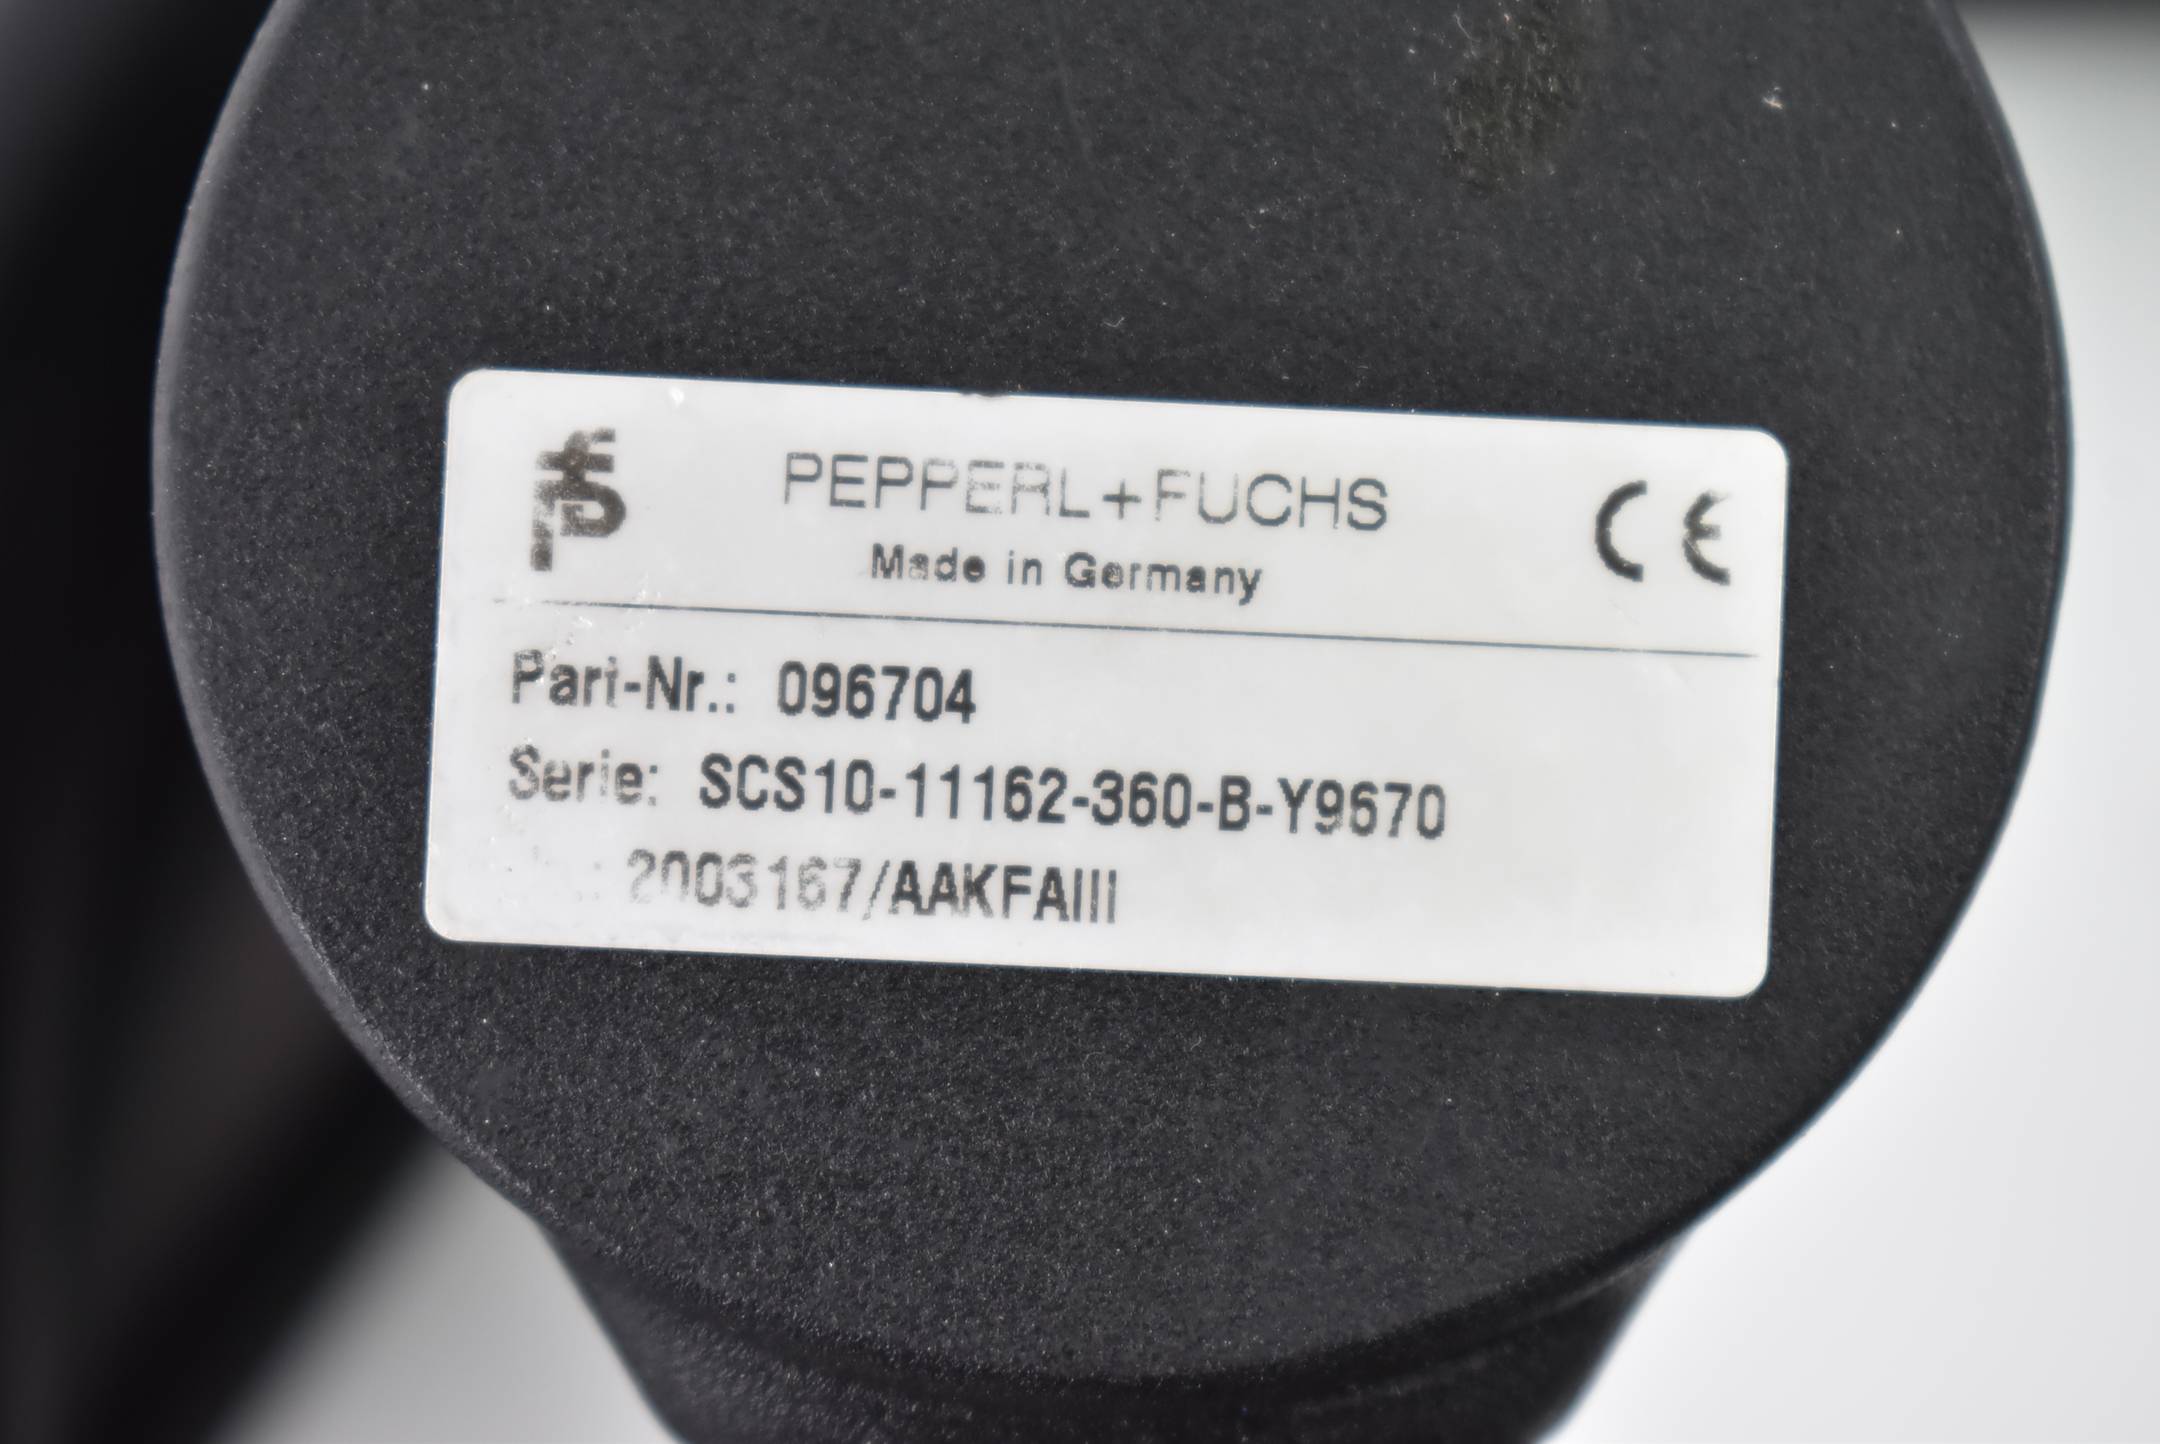 PEPPERL+FUCHS
Made in Germany
CE
Part-Nr.: 096704
Serie: SCS10-11162-360-B-Y9670
2003167/AAKFAIII